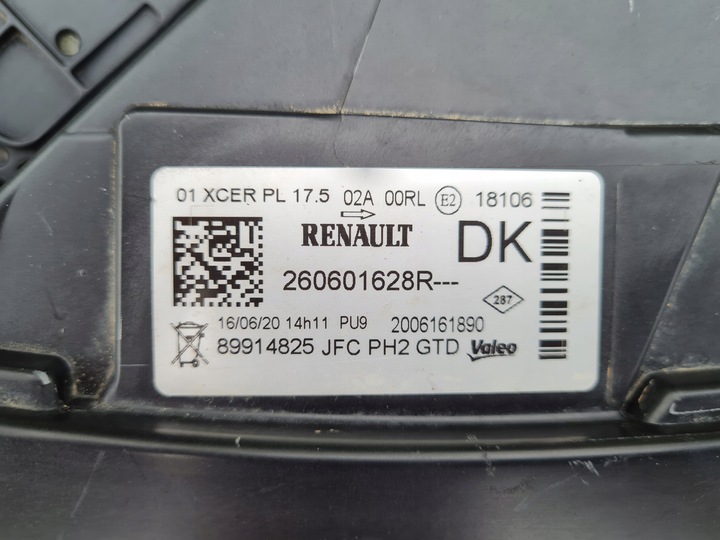 01 XCER PL 17.5 02A 00RL E2 18106
RENAULT DK
260601628R---
287
16/06/20 14h11 PU9 2006161890
89914825 JFC PH2 GTD Valeo